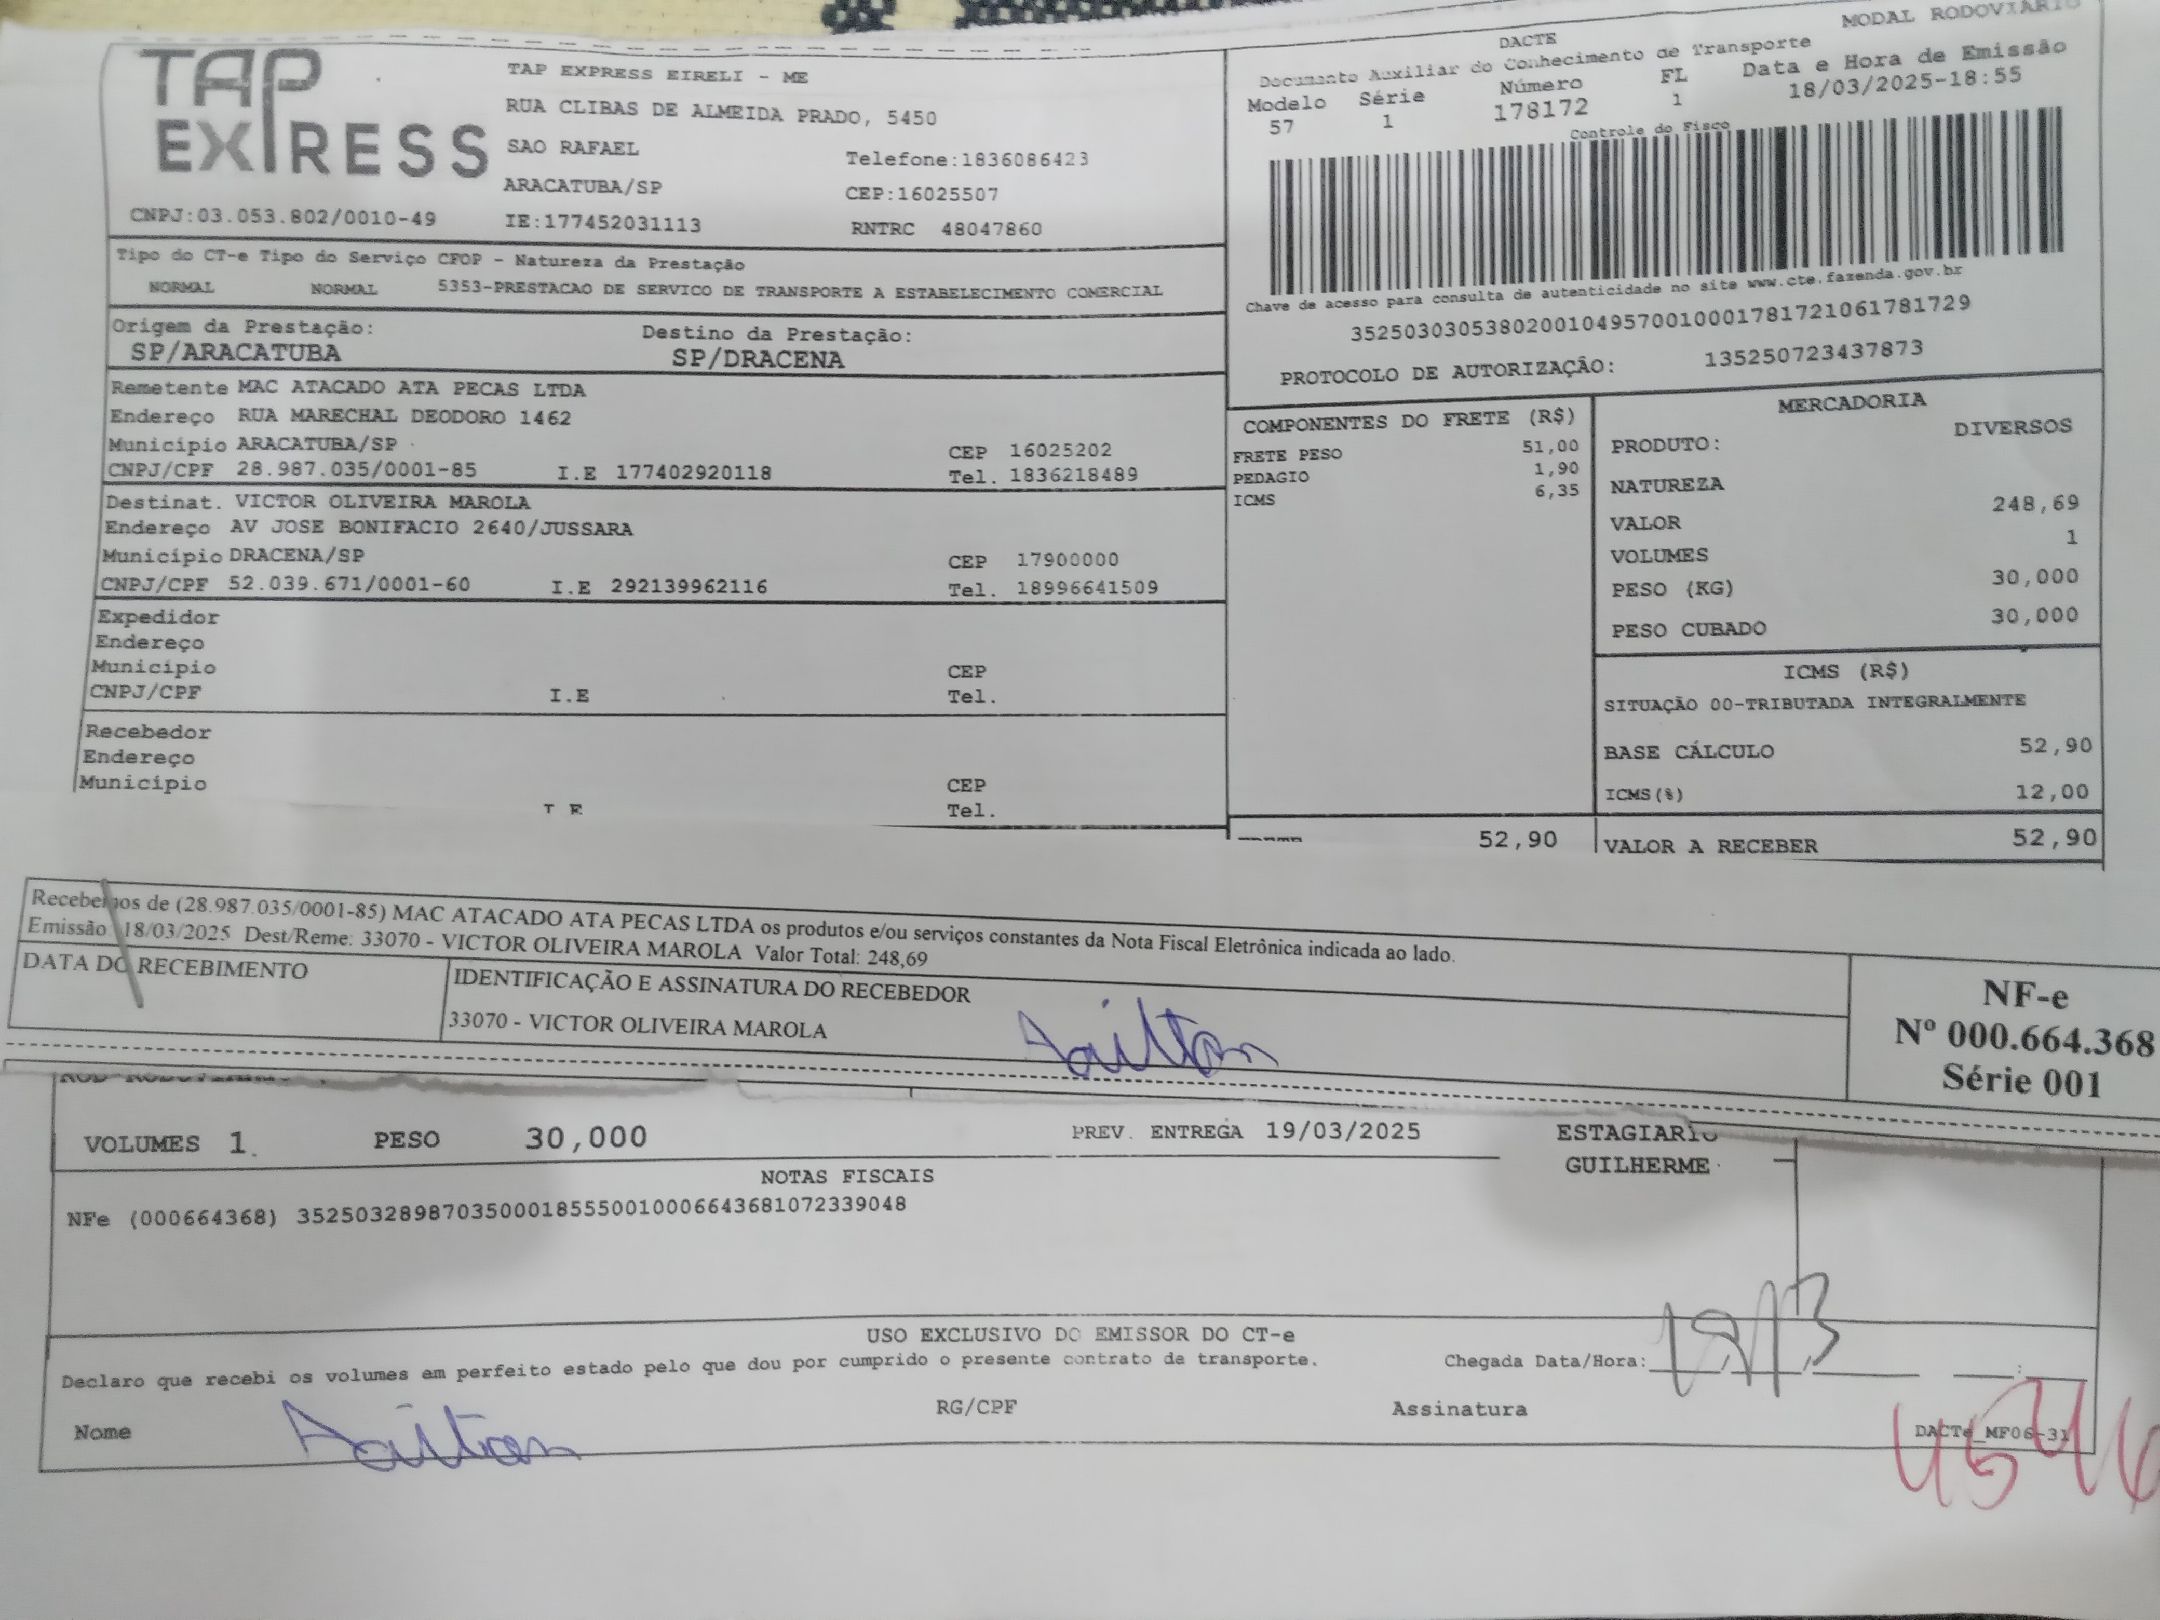 TAP EXPRESS
TAP EXPRESS EIRELI - ME
RUA CLIBAS DE ALMEIDA PRADO, 5450
SAO RAFAEL
Telefone:1836086423
ARACATUBA/SP
CEP:16025507
CNPJ:03.053.802/0010-49
IE:177452031113
RNTRC 48047860
MODAL RODOVIÁRIO
DACTE
Documento Auxiliar do Conhecimento de Transporte
Modelo Série Número FL Data e Hora de Emissão
57 1 178172 1 18/03/2025-18:55
Controle do Fisco
Chave de acesso para consulta de autenticidade no site www.cte.fazenda.gov.br
35250303053802001049570010001781721061781729
PROTOCOLO DE AUTORIZAÇÃO: 135250723437873
Tipo do CT-e Tipo do Serviço CFOP - Natureza da Prestação
NORMAL NORMAL 5353-PRESTACAO DE SERVICO DE TRANSPORTE A ESTABELECIMENTO COMERCIAL
Origem da Prestação: Destino da Prestação:
SP/ARACATUBA SP/DRACENA
Remetente MAC ATACADO ATA PECAS LTDA
Endereço RUA MARECHAL DEODORO 1462
Município ARACATUBA/SP CEP 16025202
CNPJ/CPF 28.987.035/0001-85 I.E 177402920118 Tel. 1836218489
Destinat. VICTOR OLIVEIRA MAROLA
Endereço AV JOSE BONIFACIO 2640/JUSSARA
Município DRACENA/SP CEP 17900000
CNPJ/CPF 52.039.671/0001-60 I.E 292139962116 Tel. 18996641509
Expedidor
Endereço
Município CEP
CNPJ/CPF I.E Tel.
Recebedor
Endereço
Município CEP
Tel.
COMPONENTES DO FRETE (R$)
FRETE PESO 51,00
PEDAGIO 1,90
ICMS 6,35
52,90
MERCADORIA
PRODUTO: DIVERSOS
NATUREZA
VALOR 248,69
VOLUMES 1
PESO (KG) 30,000
PESO CUBADO 30,000
ICMS (R$)
SITUAÇÃO 00-TRIBUTADA INTEGRALMENTE
BASE CÁLCULO 52,90
ICMS(%) 12,00
VALOR A RECEBER 52,90
Recebemos de (28.987.035/0001-85) MAC ATACADO ATA PECAS LTDA os produtos e/ou serviços constantes da Nota Fiscal Eletrônica indicada ao lado.
Emissão 18/03/2025 Dest/Reme: 33070 - VICTOR OLIVEIRA MAROLA Valor Total: 248,69
DATA DO RECEBIMENTO
IDENTIFICAÇÃO E ASSINATURA DO RECEBEDOR
33070 - VICTOR OLIVEIRA MAROLA
Aailton
NF-e
Nº 000.664.368
Série 001
VOLUMES 1 PESO 30,000 PREV. ENTREGA 19/03/2025
ESTAGIARIO
GUILHERME
NOTAS FISCAIS
NFe (000664368) 35250328987035000185550010006643681072339048
USO EXCLUSIVO DO EMISSOR DO CT-e
Declaro que recebi os volumes em perfeito estado pelo que dou por cumprido o presente contrato de transporte.
Chegada Data/Hora: 19/3
Nome Aailton
RG/CPF
Assinatura
DACTe_MF06-31